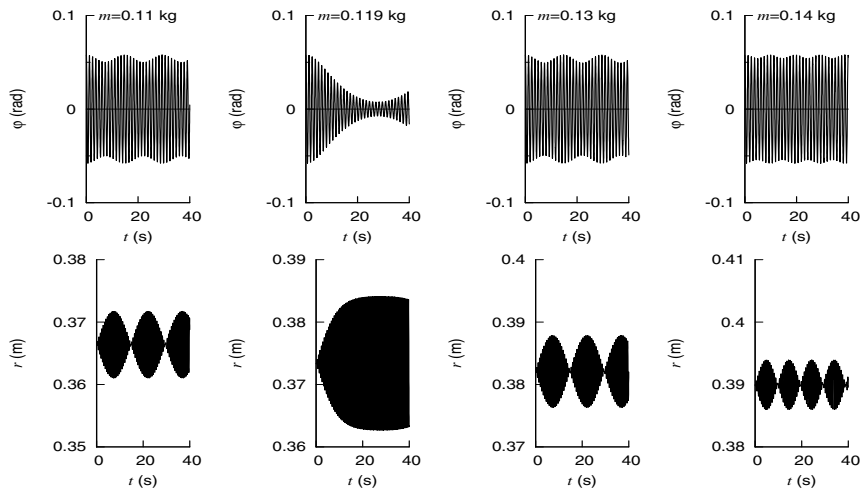 m=0.11 kg
0.1
0
-0.1
φ (rad)
0 20 40
t (s)
m=0.119 kg
0.1
0
-0.1
φ (rad)
0 20 40
t (s)
m=0.13 kg
0.1
0
-0.1
φ (rad)
0 20 40
t (s)
m=0.14 kg
0.1
0
-0.1
φ (rad)
0 20 40
t (s)
0.38
0.37
0.36
0.35
r (m)
0 20 40
t (s)
0.39
0.38
0.37
0.36
r (m)
0 20 40
t (s)
0.4
0.39
0.38
0.37
r (m)
0 20 40
t (s)
0.41
0.4
0.39
0.38
r (m)
0 20 40
t (s)